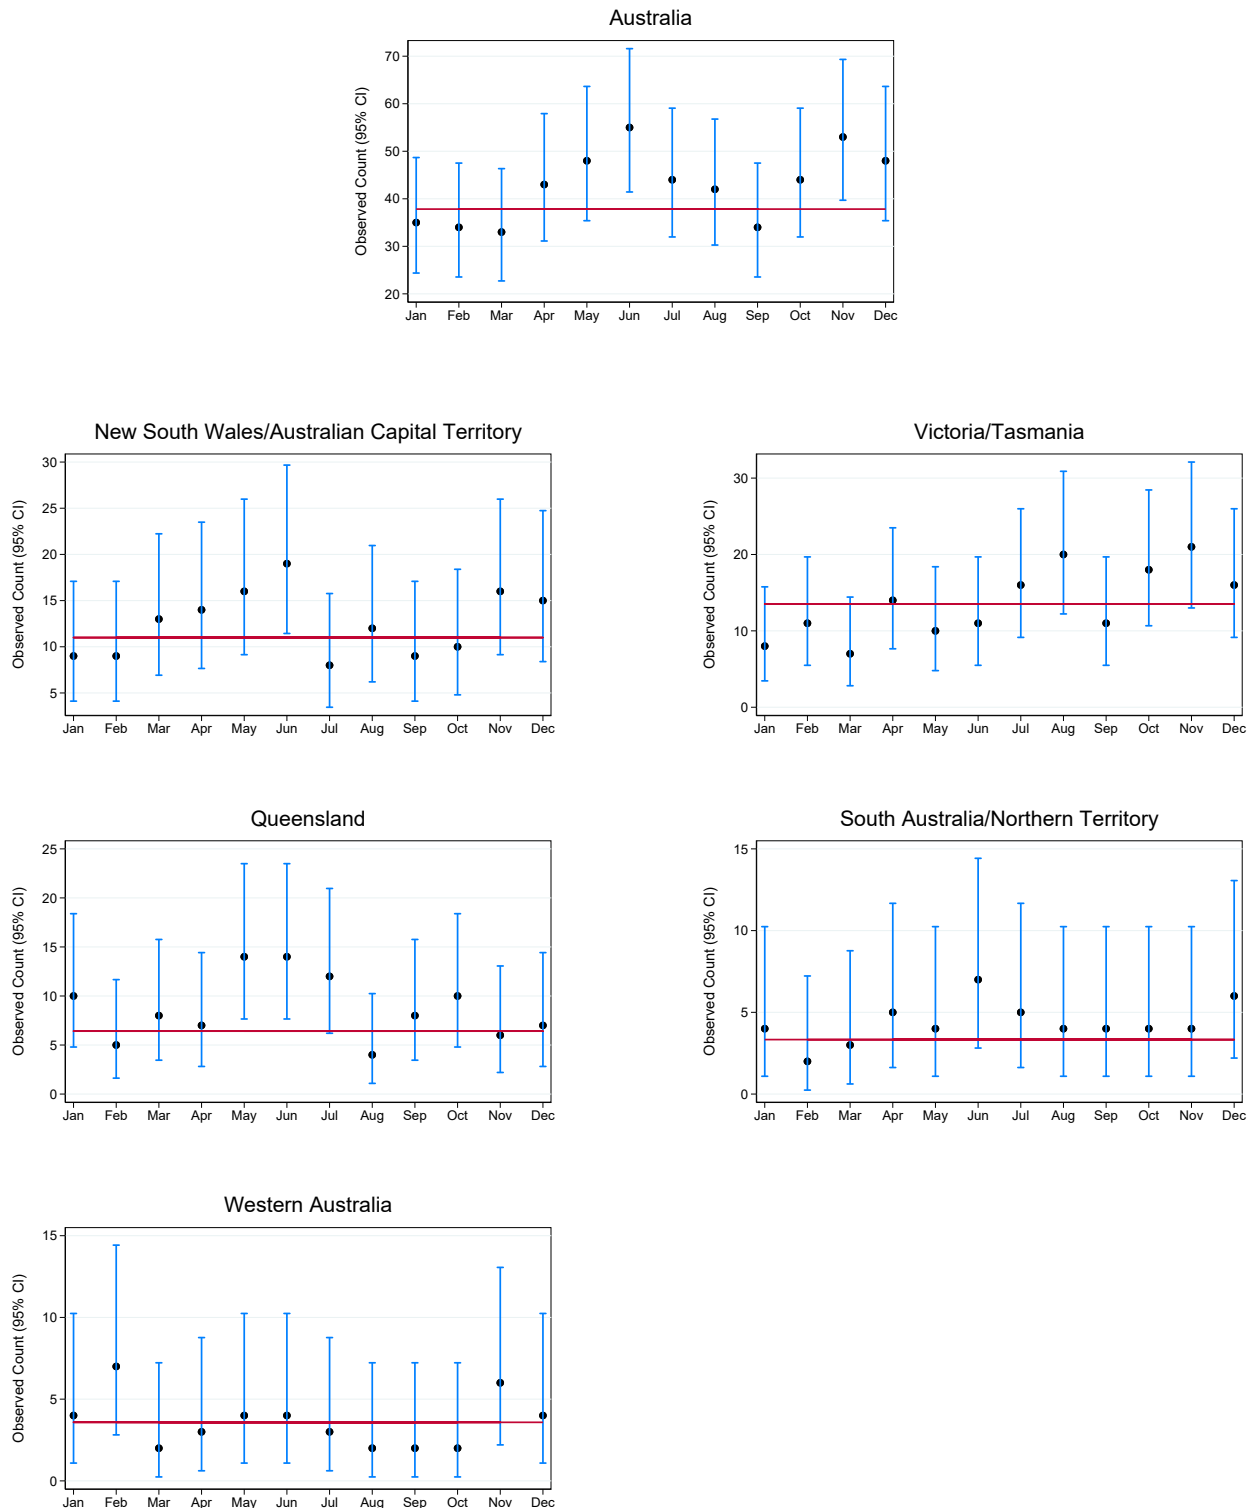 Australia
Observed Count (95% CI)
70
60
50
40
30
20
Jan Feb Mar Apr May Jun Jul Aug Sep Oct Nov Dec
New South Wales/Australian Capital Territory
Observed Count (95% CI)
30
25
20
15
10
5
Jan Feb Mar Apr May Jun Jul Aug Sep Oct Nov Dec
Victoria/Tasmania
Observed Count (95% CI)
30
20
10
0
Jan Feb Mar Apr May Jun Jul Aug Sep Oct Nov Dec
Queensland
Observed Count (95% CI)
25
20
15
10
5
0
Jan Feb Mar Apr May Jun Jul Aug Sep Oct Nov Dec
South Australia/Northern Territory
Observed Count (95% CI)
15
10
5
0
Jan Feb Mar Apr May Jun Jul Aug Sep Oct Nov Dec
Western Australia
Observed Count (95% CI)
15
10
5
0
Jan Feb Mar Apr May Jun Jul Aug Sep Oct Nov Dec